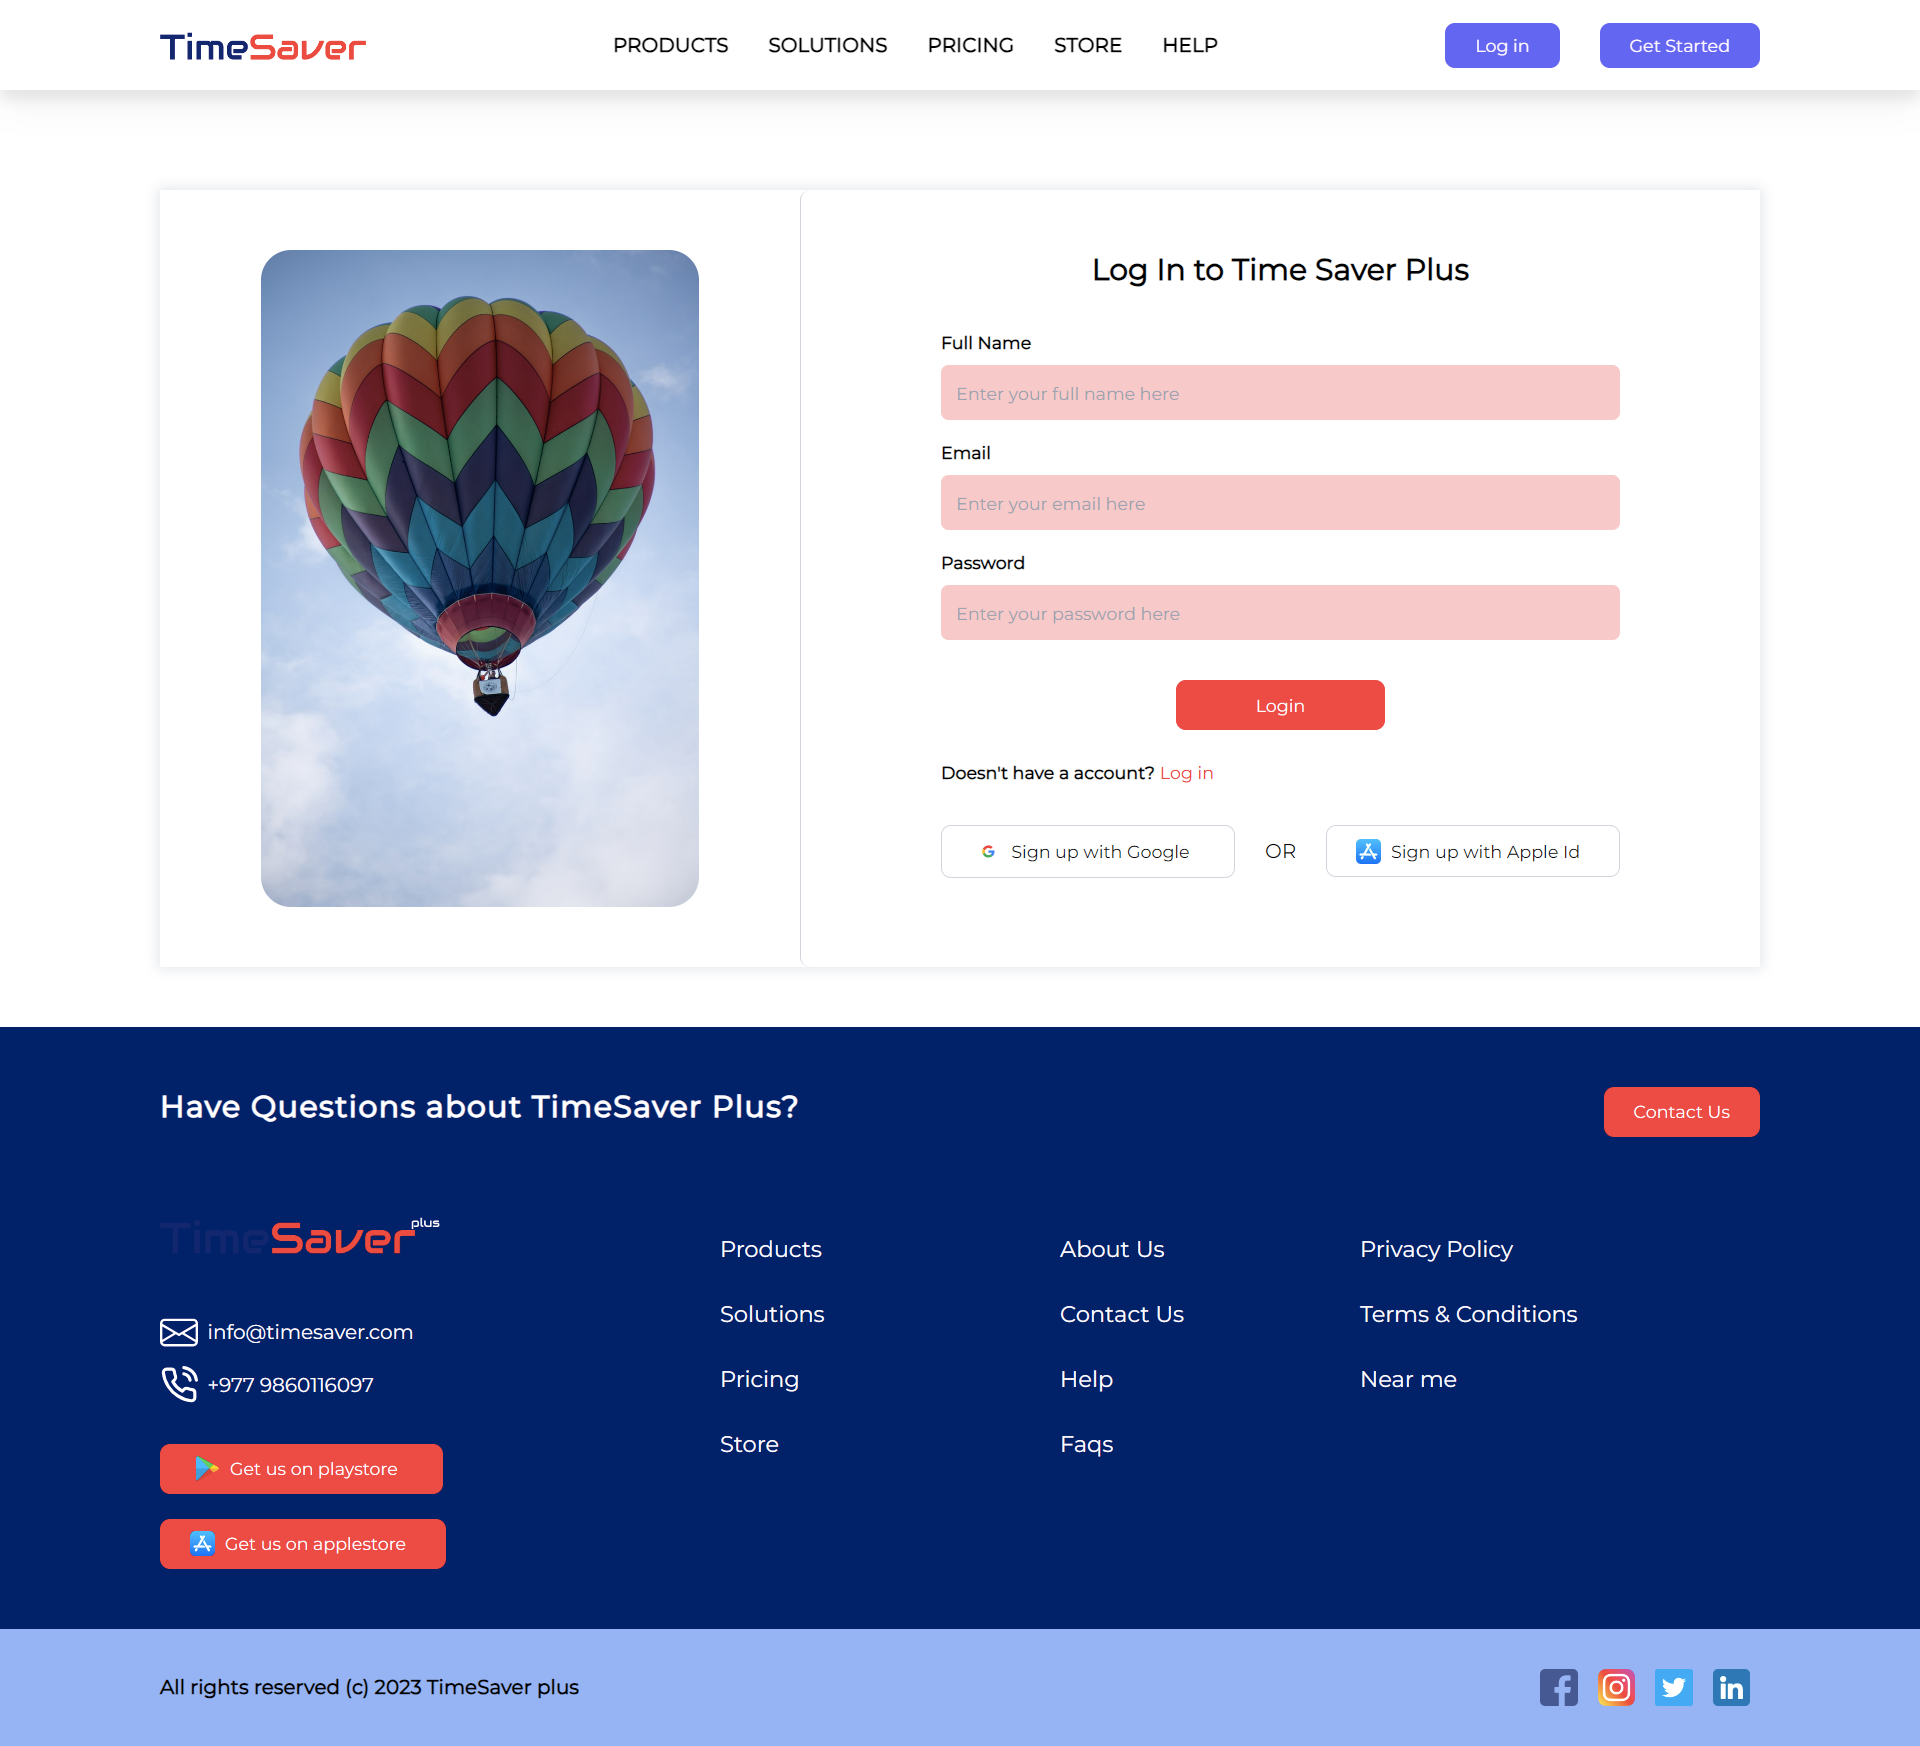 TimeSaver
PRODUCTS SOLUTIONS PRICING STORE HELP
Log in
Get Started
Log In to Time Saver Plus
Full Name
Enter your full name here
Email
Enter your email here
Password
Enter your password here
Login
Doesn't have a account? Log in
Sign up with Google
OR
Sign up with Apple Id
Have Questions about TimeSaver Plus?
Contact Us
TimeSaver plus
info@timesaver.com
+977 9860116097
Get us on playstore
Get us on applestore
Products
Solutions
Pricing
Store
About Us
Contact Us
Help
Faqs
Privacy Policy
Terms & Conditions
Near me
All rights reserved (c) 2023 TimeSaver plus